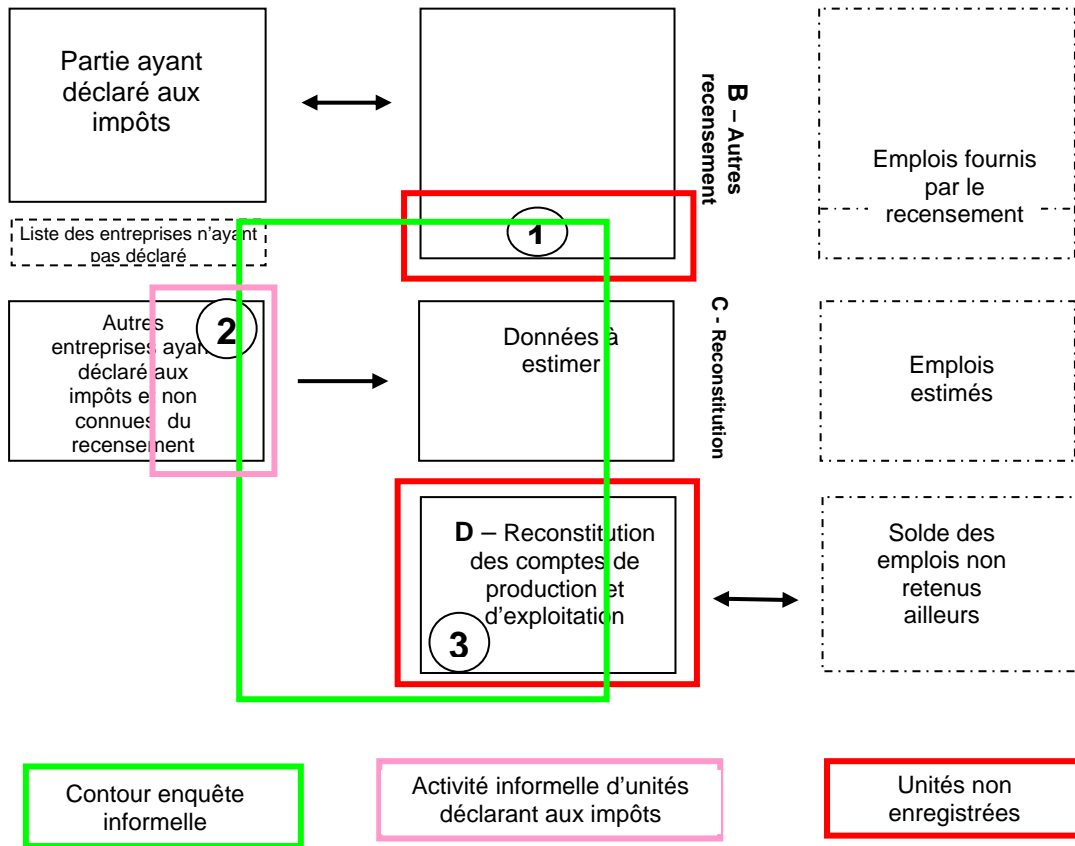 Partie ayant
déclaré aux
impôts
B – Autres
recensement
Emplois fournis
par le
recensement
1
Liste des entreprises n'ayant
pas déclaré
2
Autres
entreprises ayan
déclaré aux
impôts et non
connues du
recensement
Données à
estimer
C - Reconstitution
Emplois
estimés
D – Reconstitution
des comptes de
production et
d'exploitation
3
Solde des
emplois non
retenus
ailleurs
Contour enquête
informelle
Activité informelle d'unités
déclarant aux impôts
Unités non
enregistrées